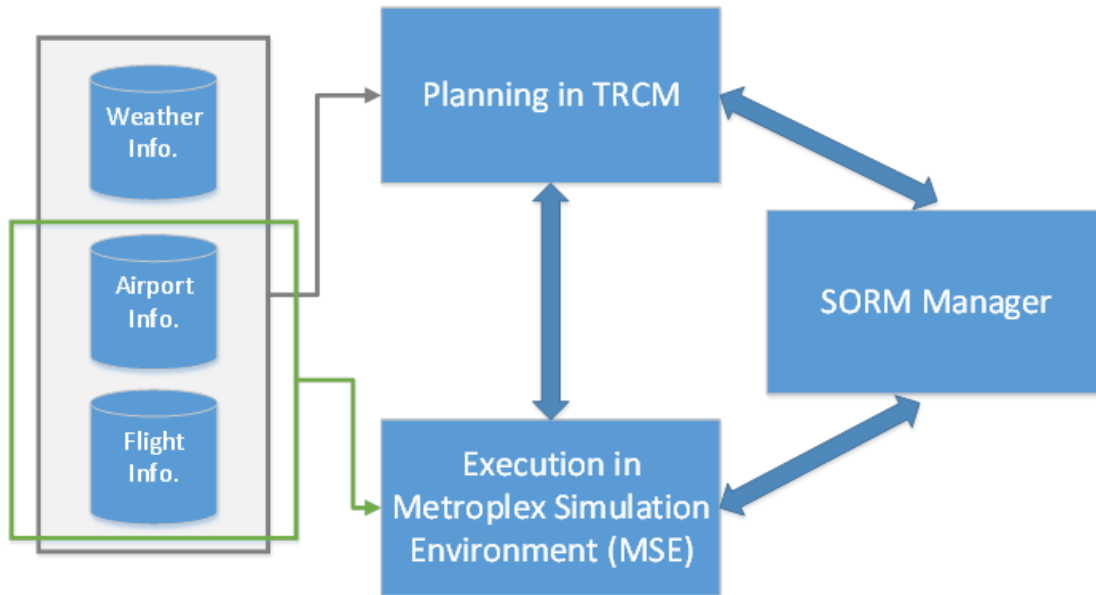 Weather
Info.
Airport
Info.
Flight
Info.
Planning in TRCM
SORM Manager
Execution in
Metroplex Simulation
Environment (MSE)